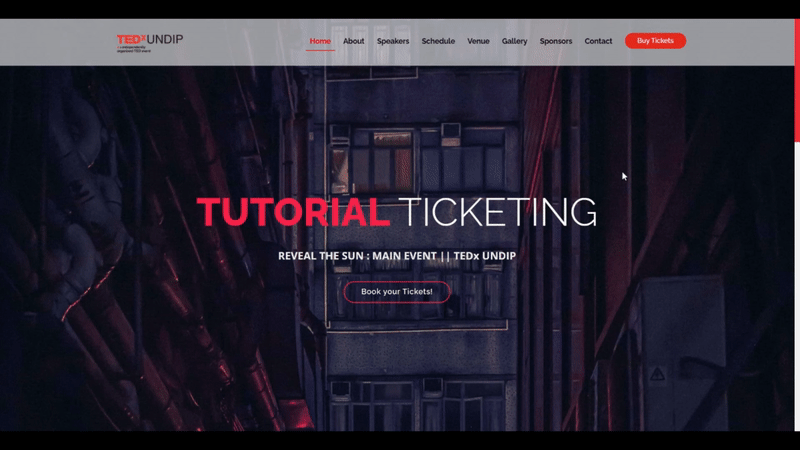 TEDxUNDIP
x = independently
organized TED event
Home About Speakers Schedule Venue Gallery Sponsors Contact Buy Tickets
TUTORIAL TICKETING
REVEAL THE SUN : MAIN EVENT || TEDx UNDIP
Book your Tickets!